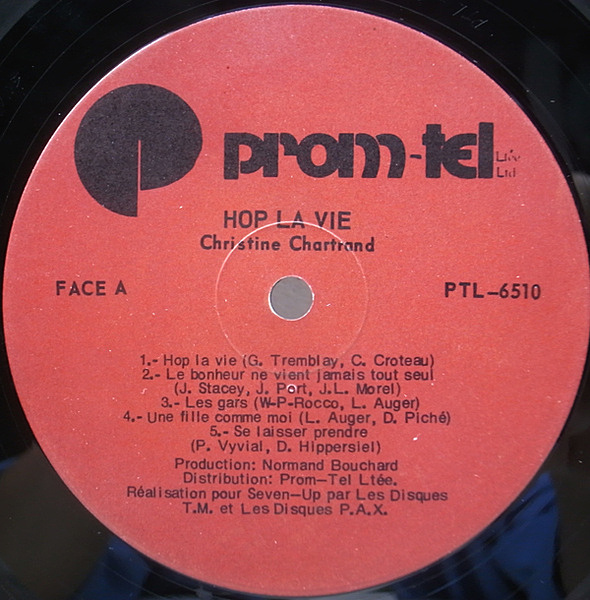 prom-tel Ltée
Ltd
HOP LA VIE
Christine Chartrand
FACE A
PTL-6510
1.- Hop la vie (G. Tremblay, C. Croteau)
2.- Le bonheur ne vient jamais tout seul
(J. Stacey, J. Port, J.L. Morel)
3.- Les gars (W-P-Rocco, L. Auger)
4.- Une fille comme moi (L. Auger, D. Piché)
5.- Se laisser prendre
(P. Vyvial, D. Hippersiel)
Production: Normand Bouchard
Distribution: Prom-Tel Ltée.
Réalisation pour Seven-Up par Les Disques
T.M. et Les Disques P.A.X.